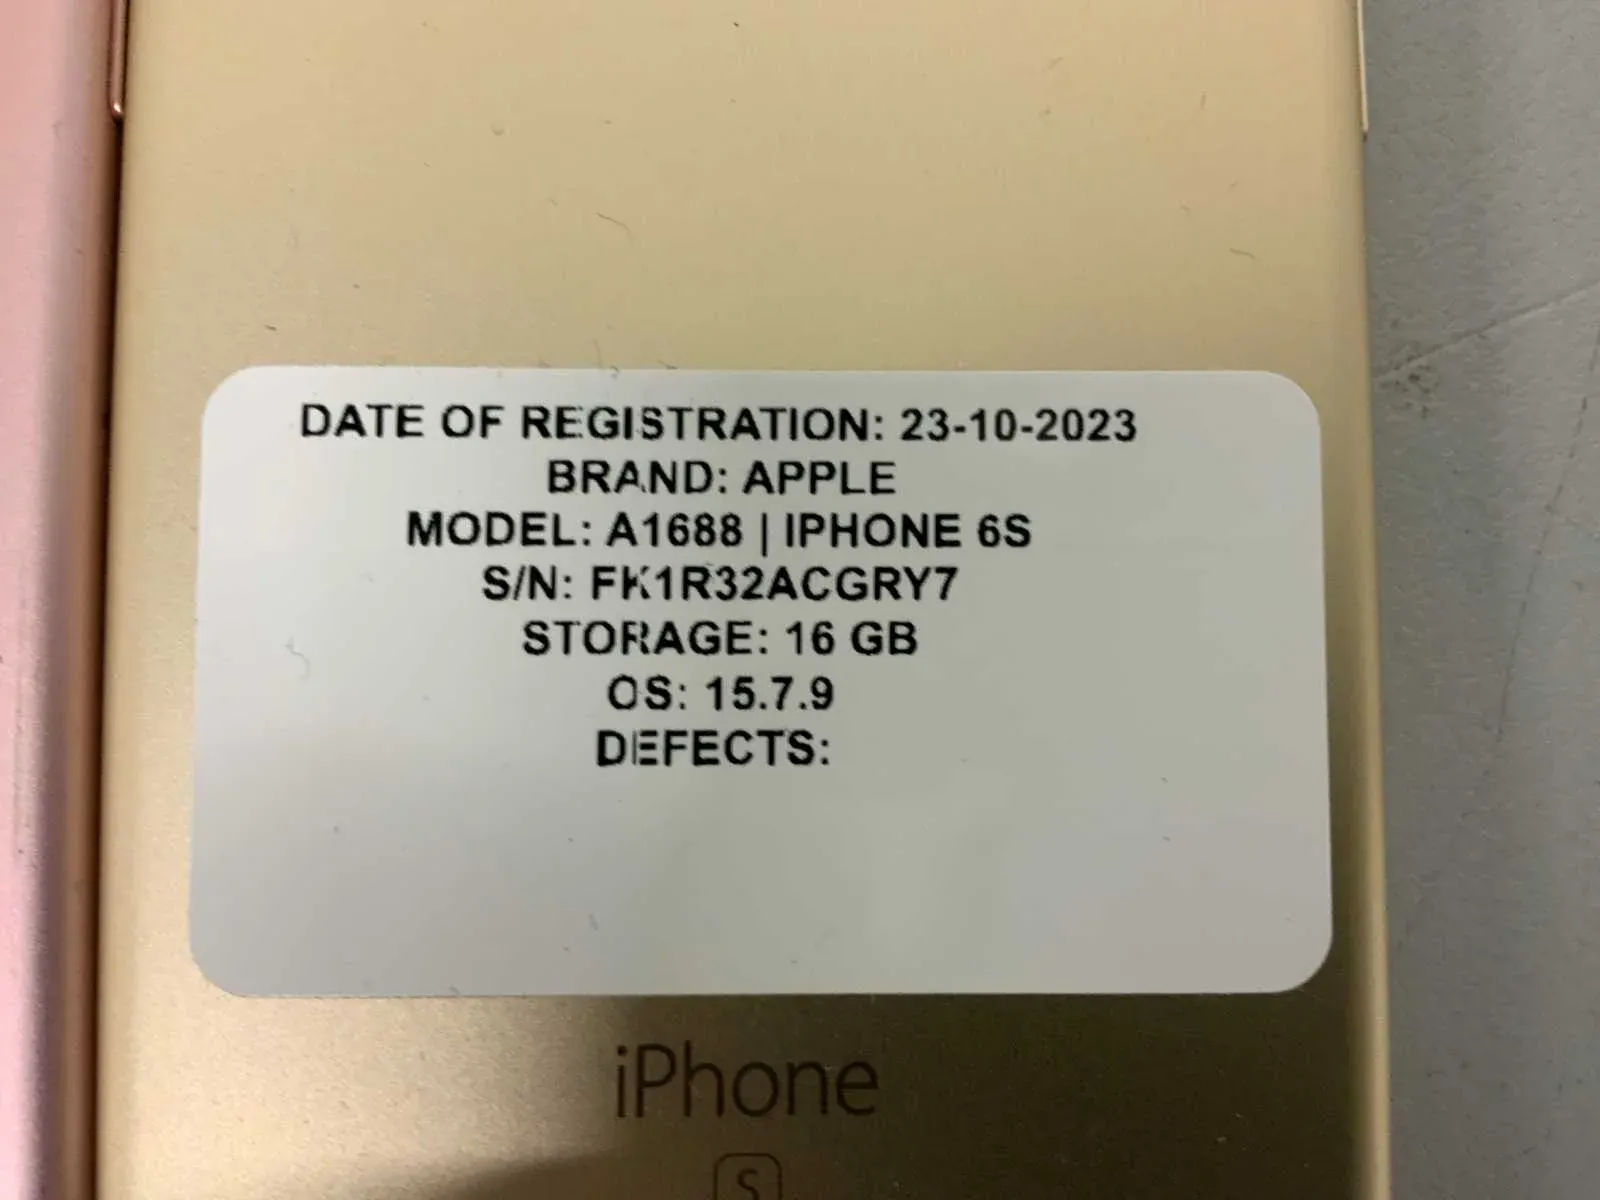 DATE OF REGISTRATION: 23-10-2023
BRAND: APPLE
MODEL: A1688 | IPHONE 6S
S/N: FK1R32ACGRY7
STORAGE: 16 GB
OS: 15.7.9
DEFECTS:
iPhone
S